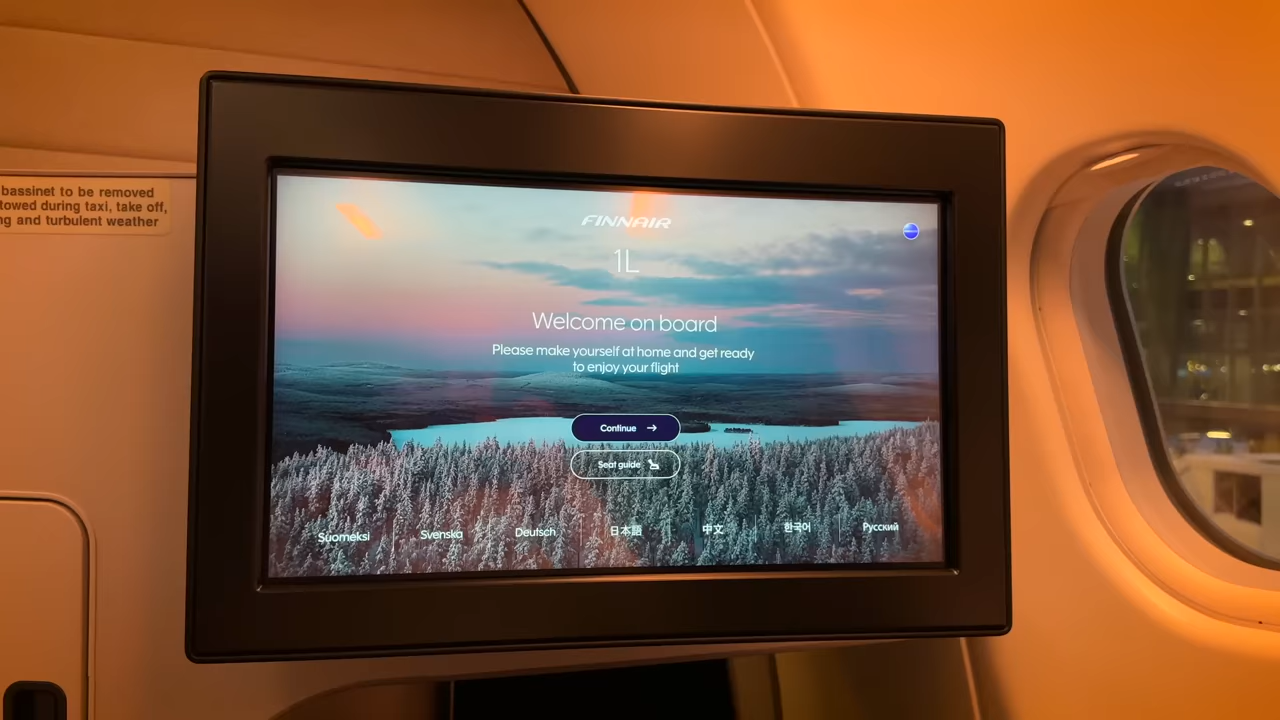 bassinet to be removed
towed during taxi, take off,
ng and turbulent weather
FINNAIR
1L
Welcome on board
Please make yourself at home and get ready
to enjoy your flight
Continue
Seat guide
Suomeksi Svenska Deutsch 日本語 中文 한국어 Русский